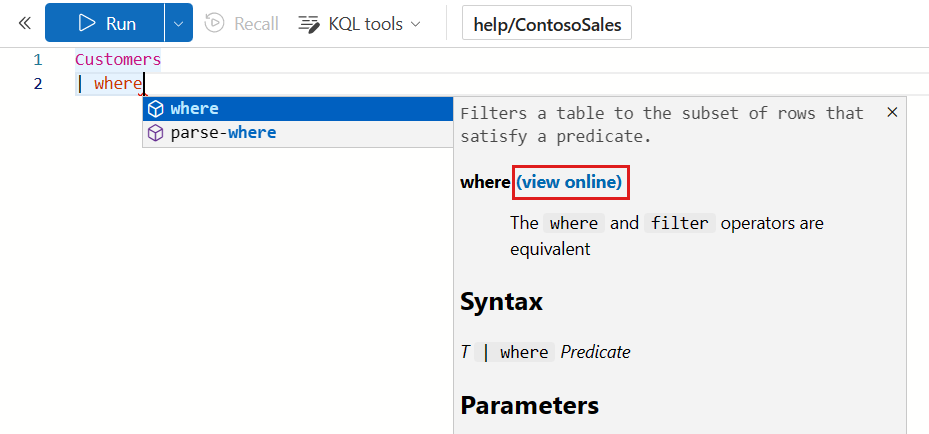 Run Recall KQL tools help/ContosoSales
1 Customers
2 | where
where
parse-where
Filters a table to the subset of rows that
satisfy a predicate.
where (view online)
The where and filter operators are
equivalent
Syntax
T | where Predicate
Parameters